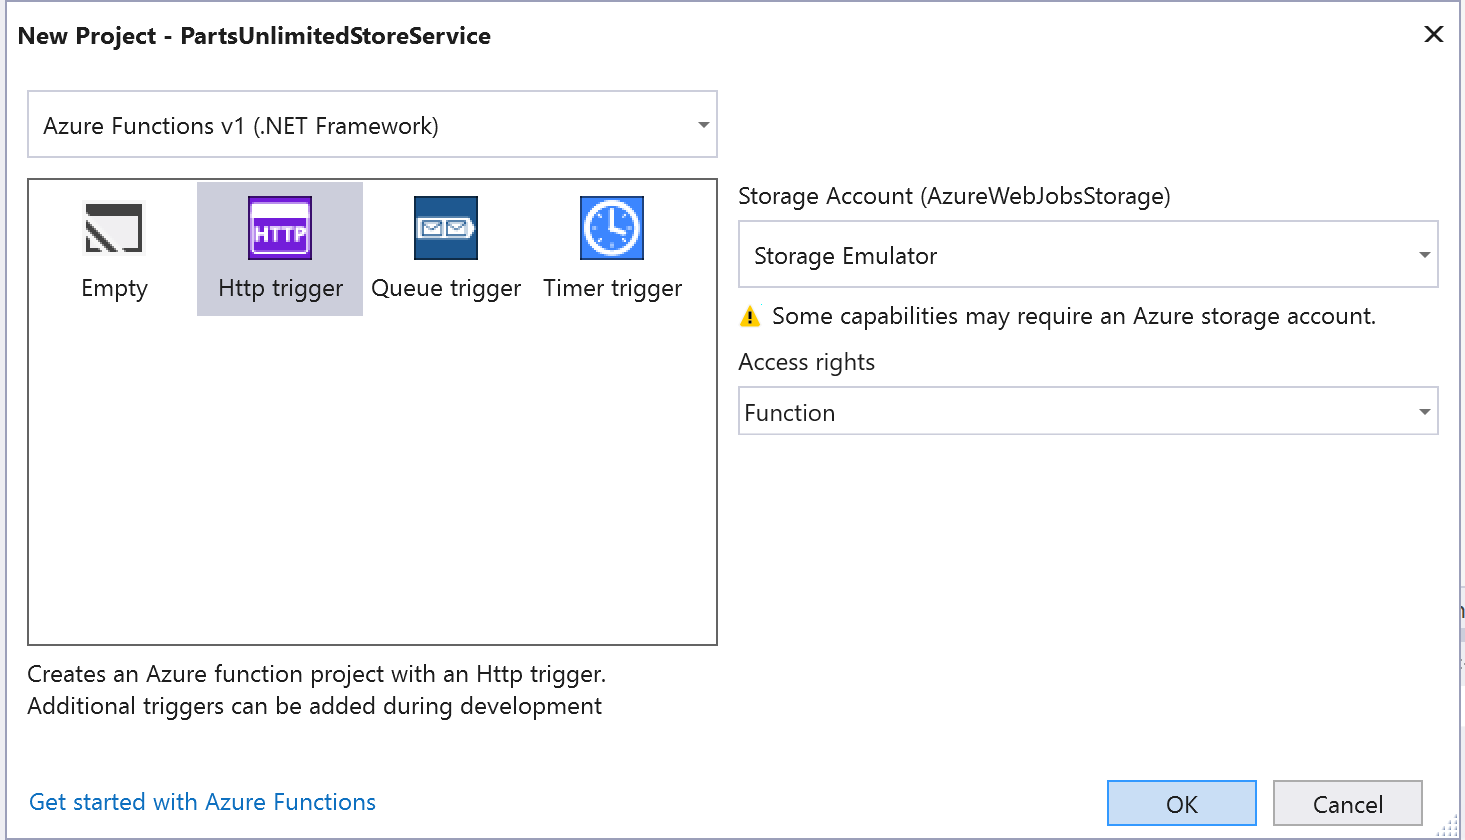 New Project - PartsUnlimitedStoreService
Azure Functions v1 (.NET Framework)
HTTP
Empty
Http trigger
Queue trigger
Timer trigger
Storage Account (AzureWebJobsStorage)
Storage Emulator
Some capabilities may require an Azure storage account.
Access rights
Function
Creates an Azure function project with an Http trigger.
Additional triggers can be added during development
Get started with Azure Functions
OK
Cancel